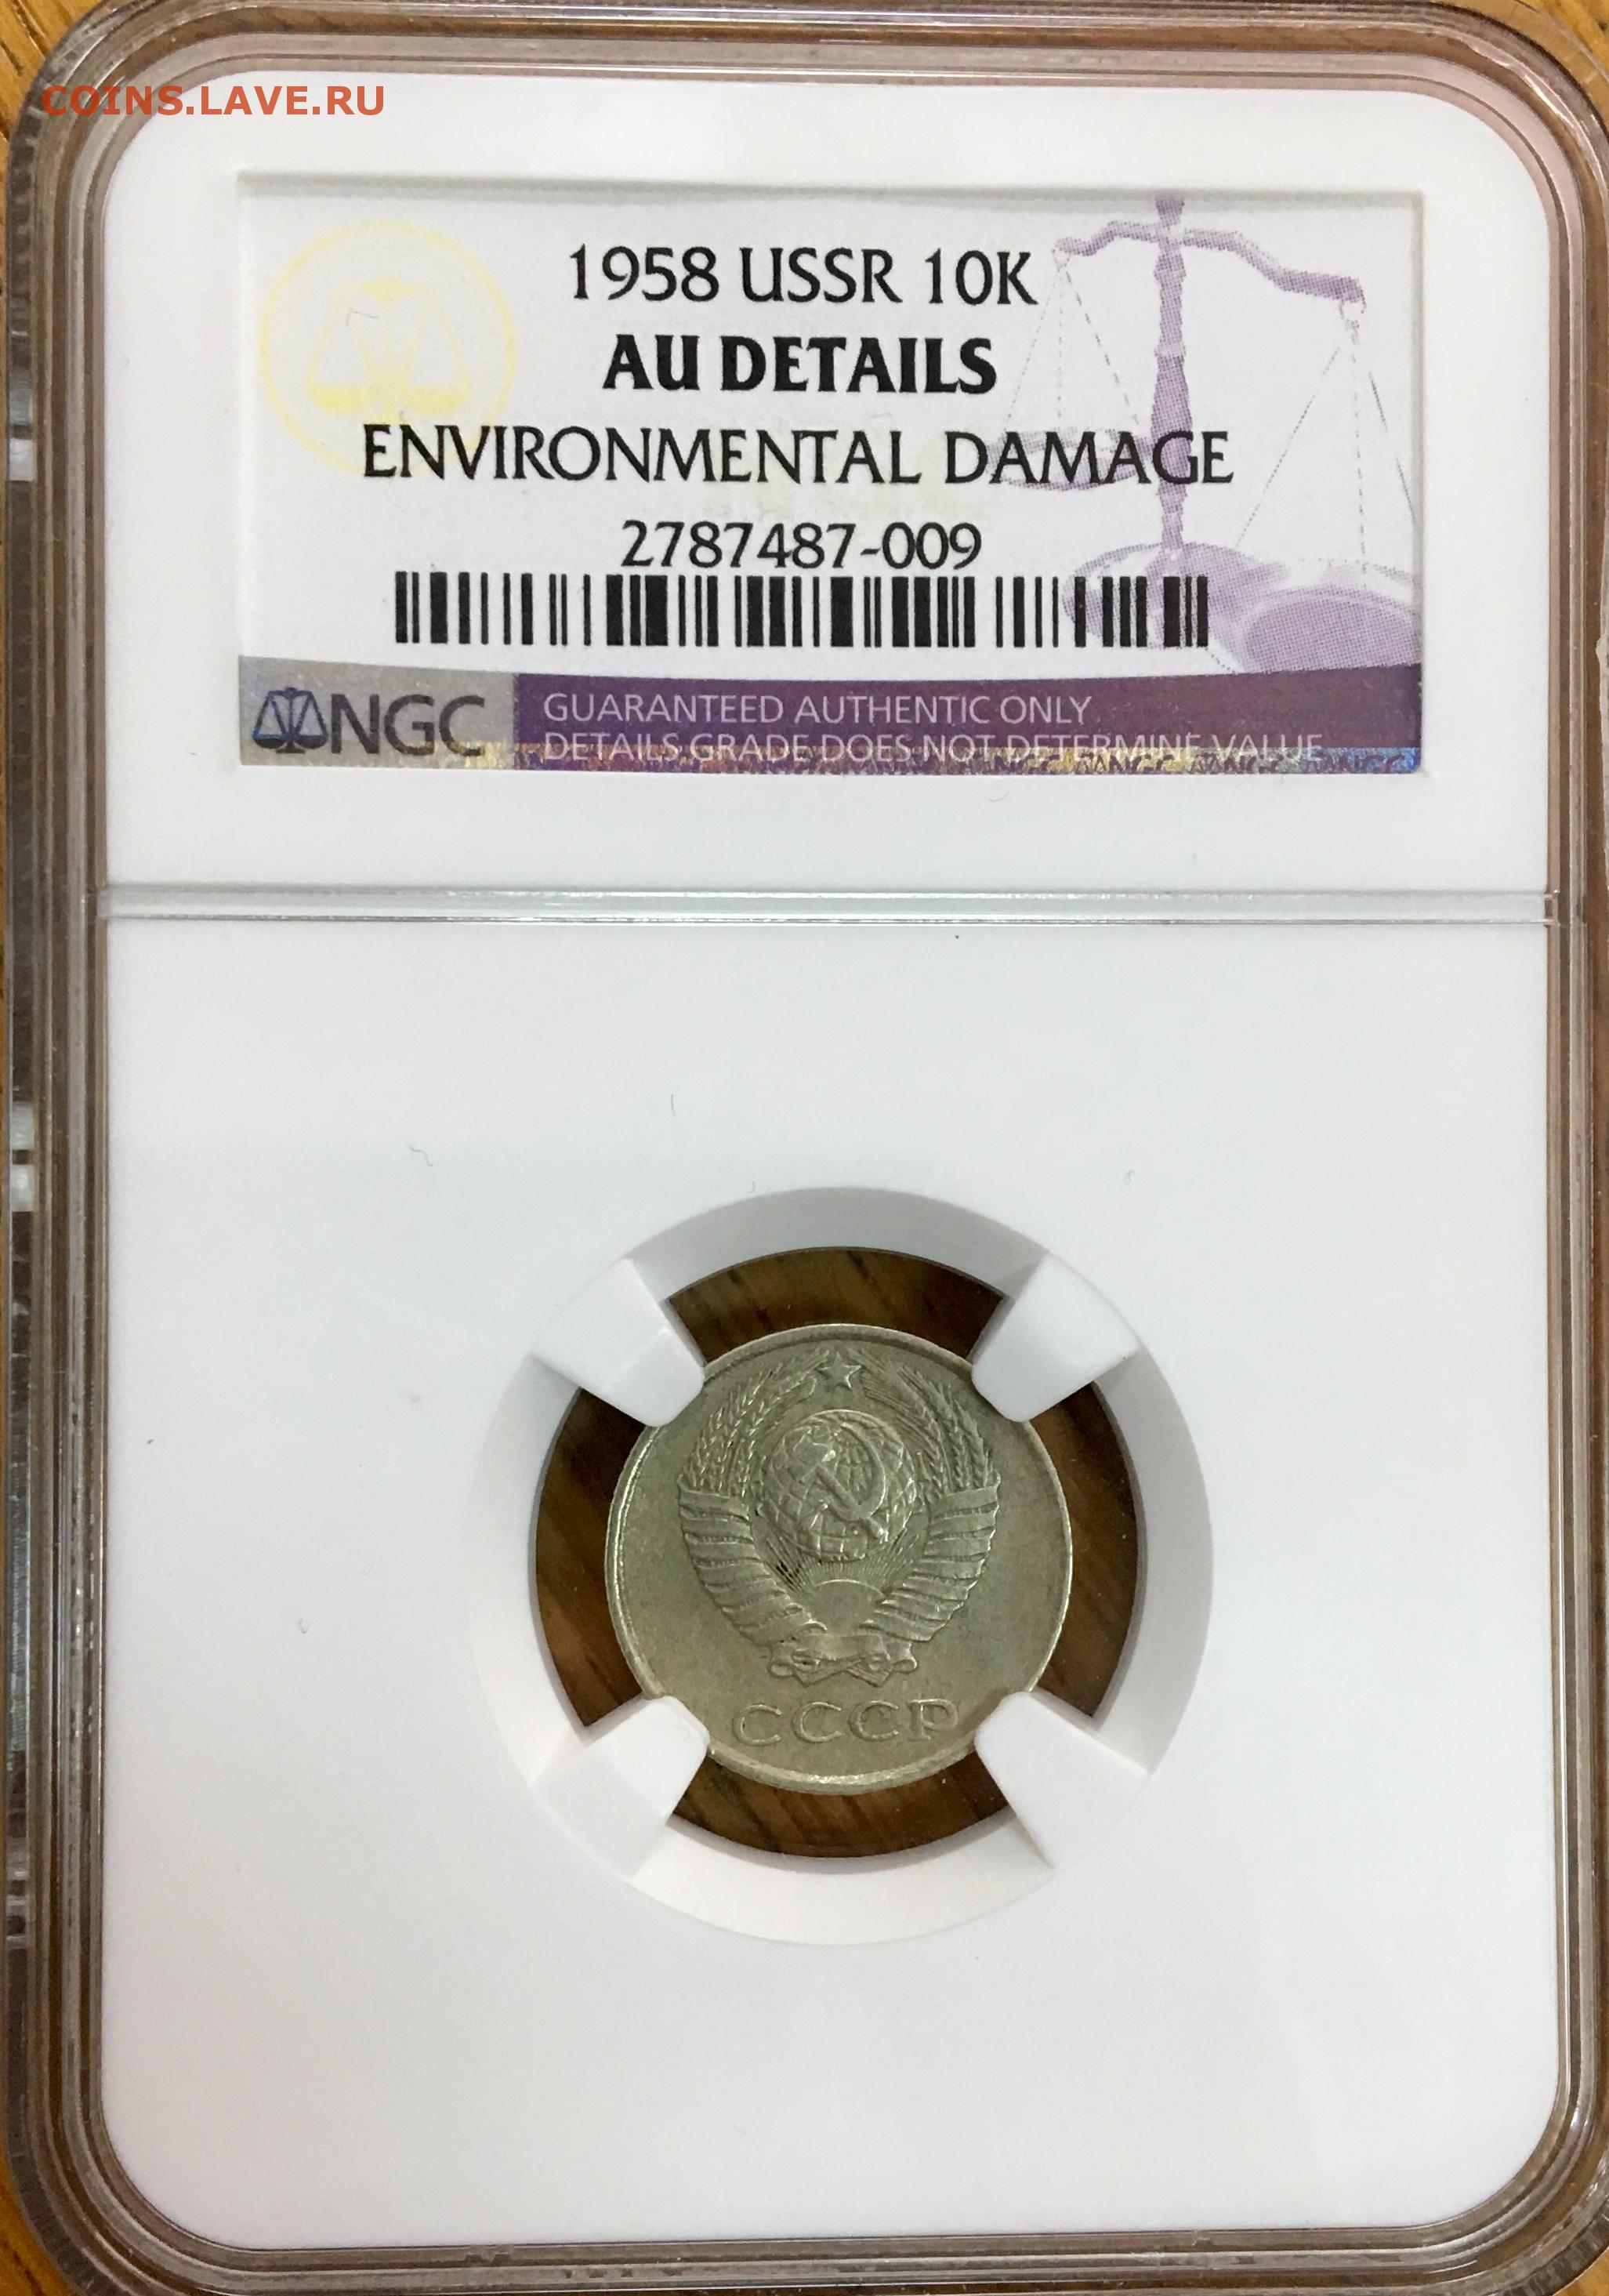 COINS.LAVE.RU
1958 USSR 10K
AU DETAILS
ENVIRONMENTAL DAMAGE
2787487-009
NGC
GUARANTEED AUTHENTIC ONLY
DETAILS GRADE DOES NOT DETERMINE VALUE
СССР